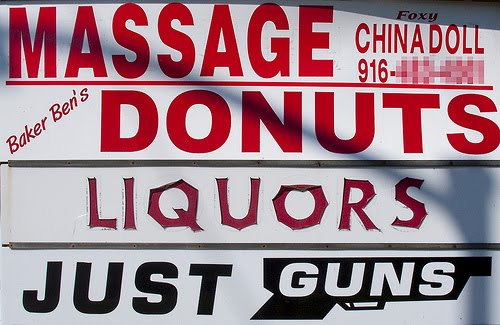 MASSAGE Foxy
CHINA DOLL
916-
Baker Ben's DONUTS
LIQUORS
JUST GUNS